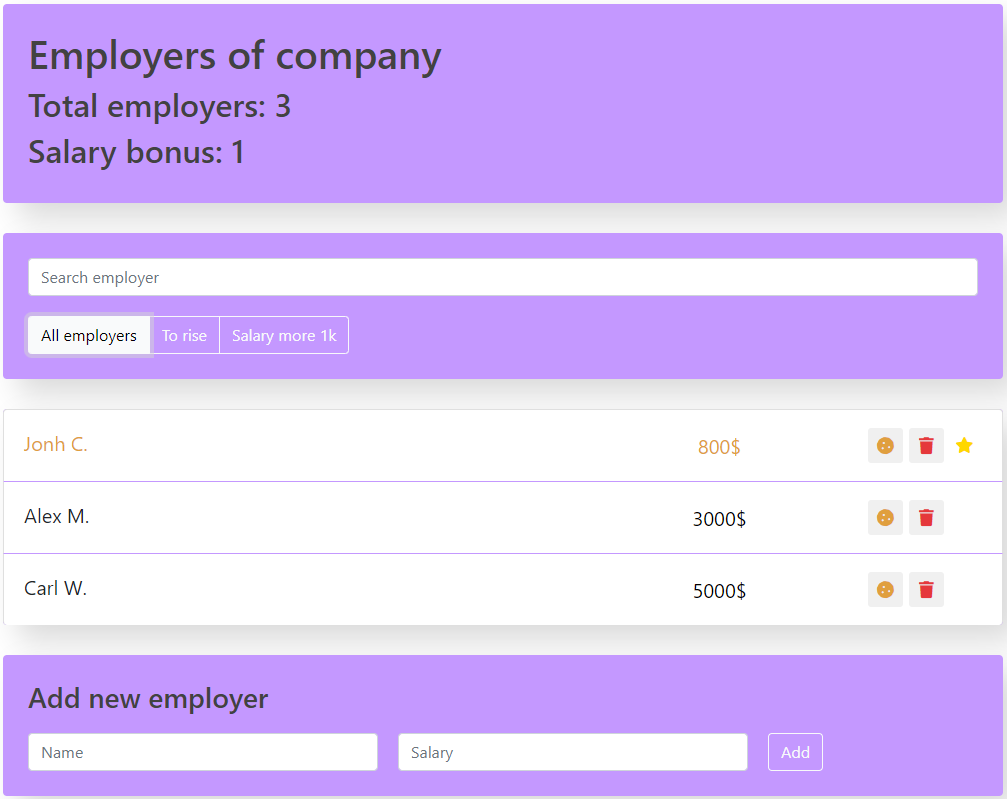 Employers of company
Total employers: 3
Salary bonus: 1
Search employer
All employers To rise Salary more 1k
Jonh C. 800$
Alex M. 3000$
Carl W. 5000$
Add new employer
Name Salary Add